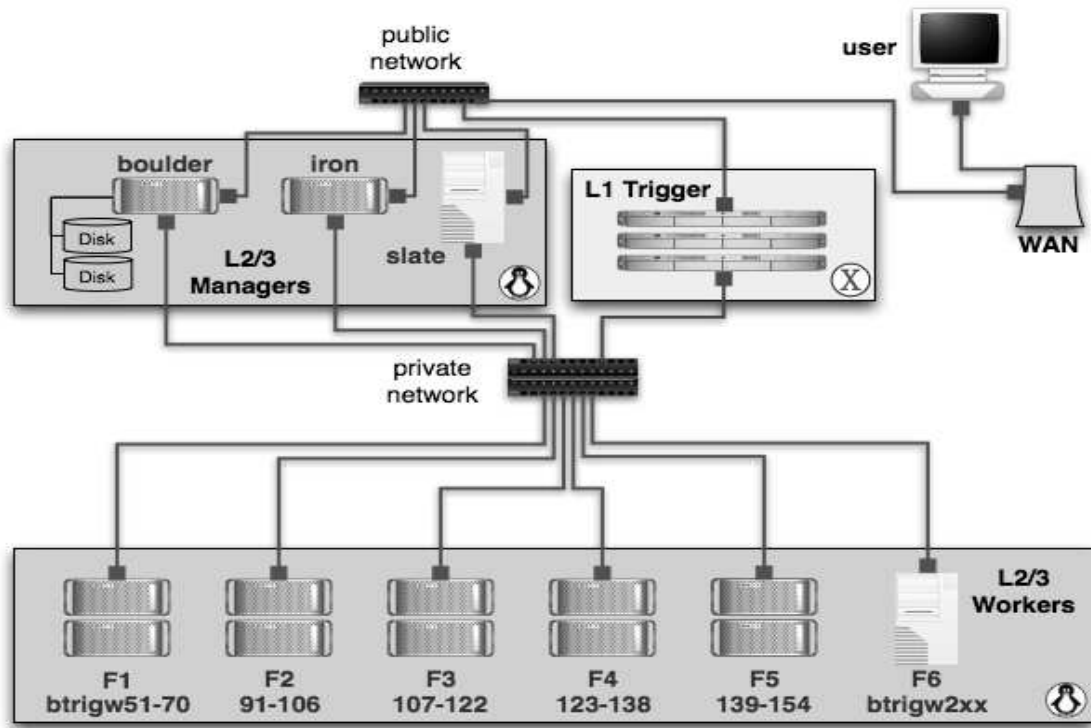 public
network
user
boulder
iron
L1 Trigger
Disk
Disk
L2/3
Managers
slate
X
WAN
private
network
L2/3
Workers
F1
btrigw51-70
F2
91-106
F3
107-122
F4
123-138
F5
139-154
F6
btrigw2xx